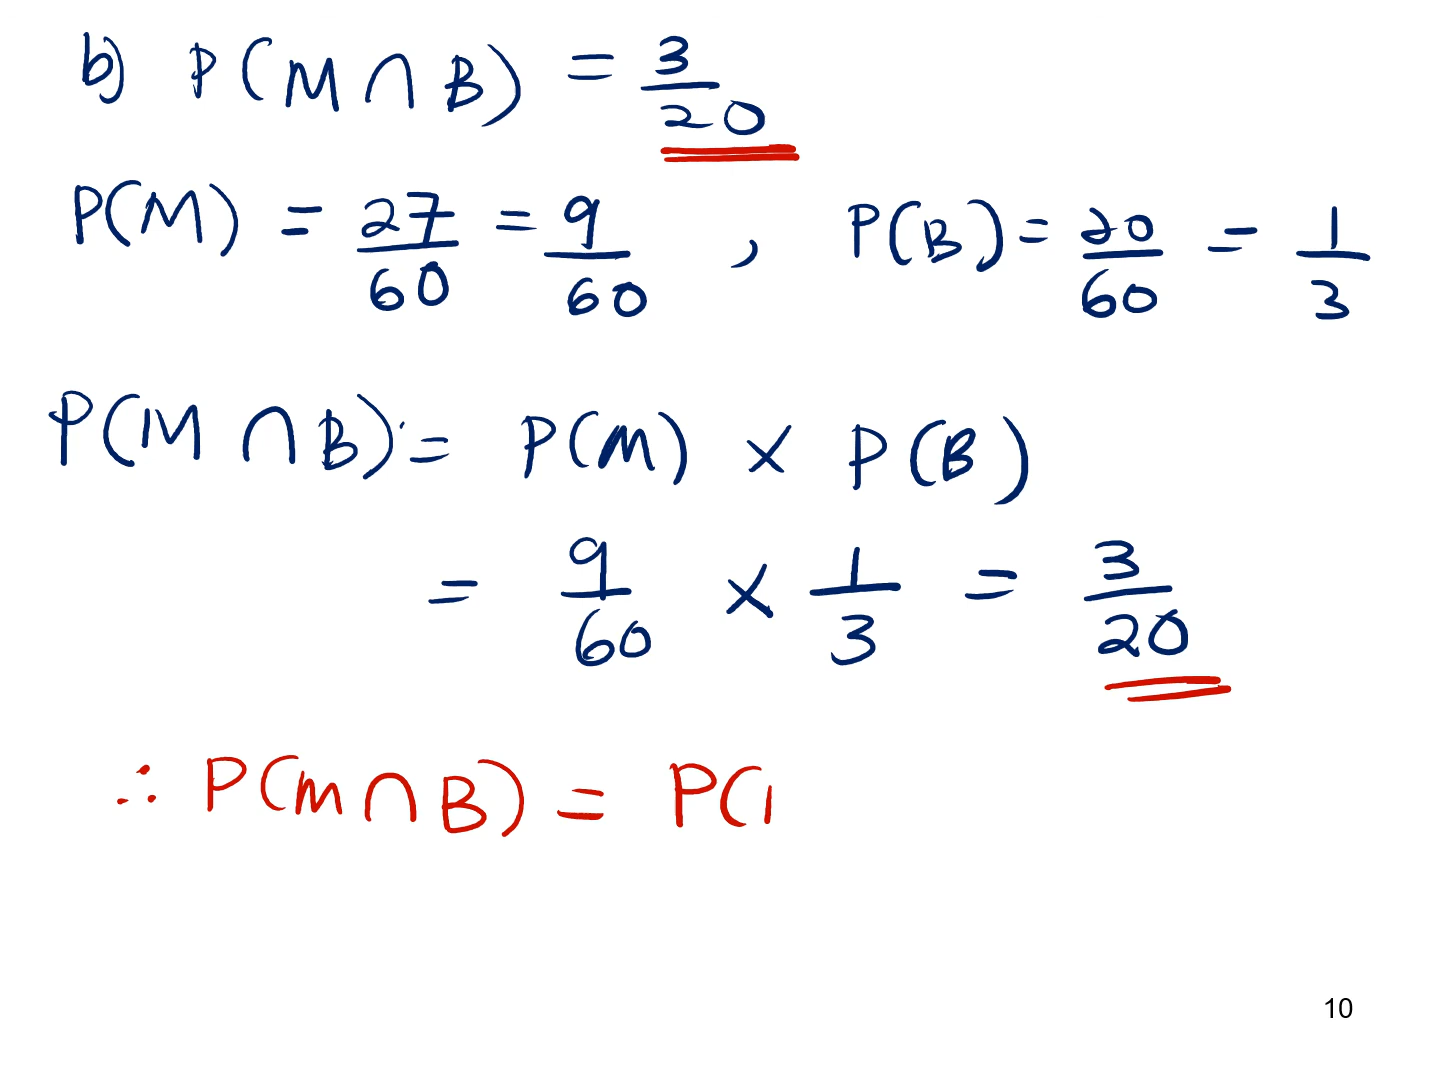 b) P(M ∩ B) = 3/20
P(M) = 27/60 = 9/60 , P(B) = 20/60 = 1/3
P(M ∩ B) = P(M) × P(B)
= 9/60 × 1/3 = 3/20
∴ P(M ∩ B) = P(
10